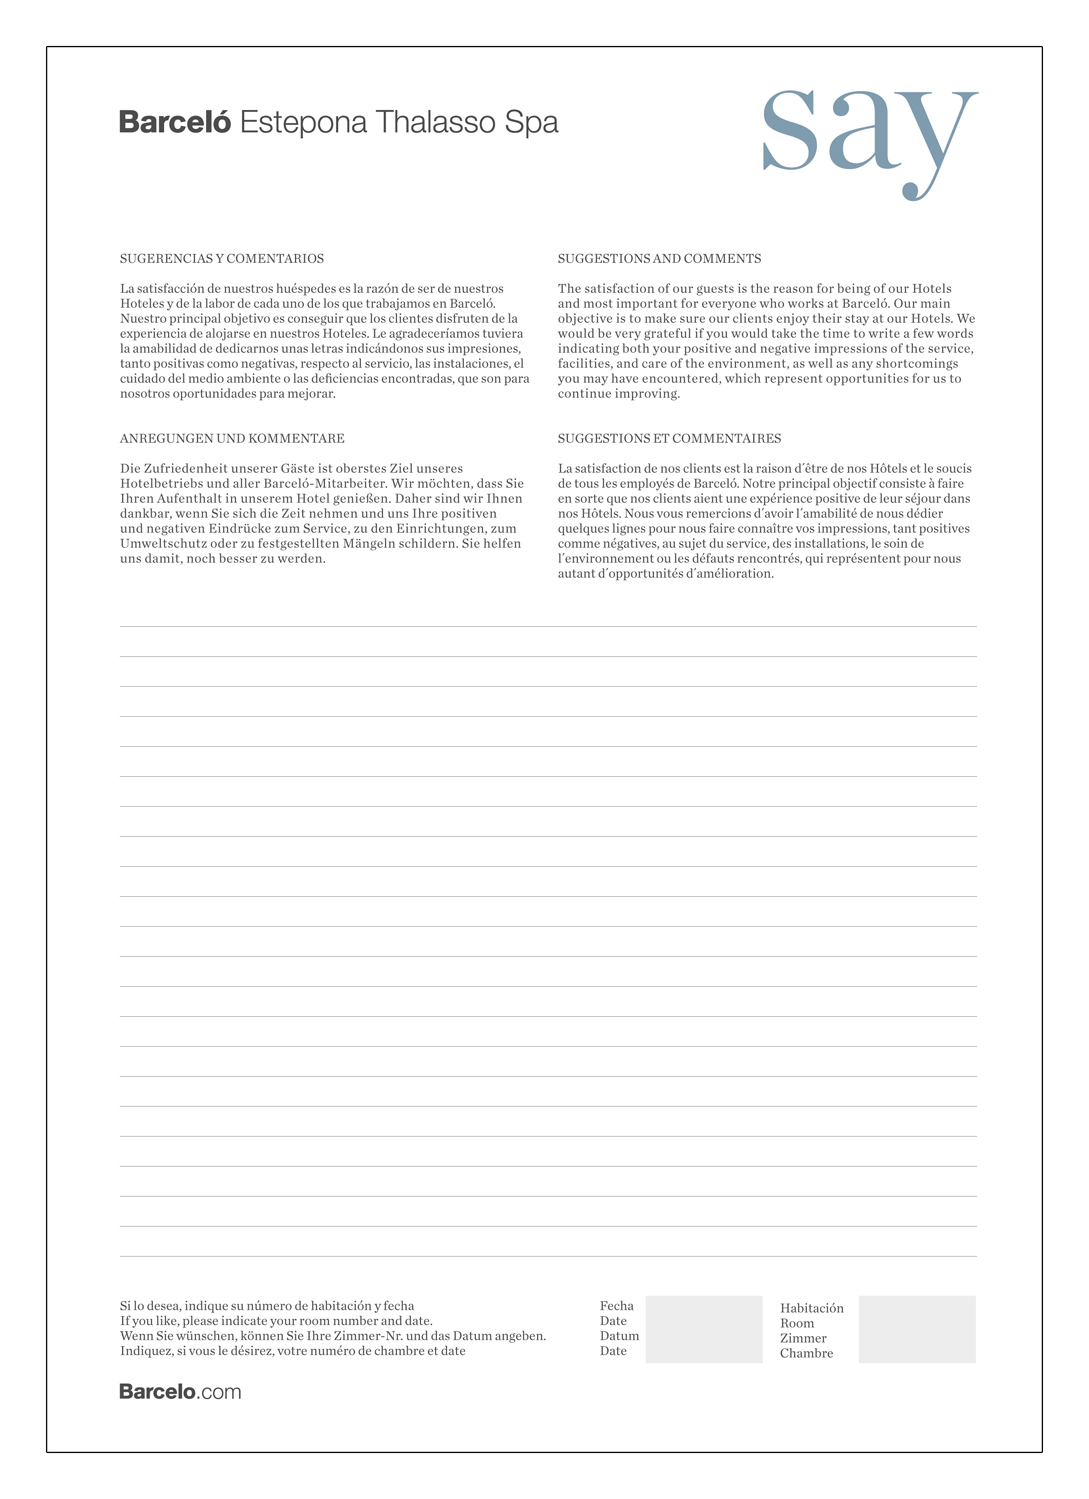 Barceló Estepona Thalasso Spa
say
SUGERENCIAS Y COMENTARIOS
La satisfacción de nuestros huéspedes es la razón de ser de nuestros
Hoteles y de la labor de cada uno de los que trabajamos en Barceló.
Nuestro principal objetivo es conseguir que los clientes disfruten de la
experiencia de alojarse en nuestros Hoteles. Le agradeceríamos tuviera
la amabilidad de dedicarnos unas letras indicándonos sus impresiones,
tanto positivas como negativas, respecto al servicio, las instalaciones, el
cuidado del medio ambiente o las deficiencias encontradas, que son para
nosotros oportunidades para mejorar.
SUGGESTIONS AND COMMENTS
The satisfaction of our guests is the reason for being of our Hotels
and most important for everyone who works at Barceló. Our main
objective is to make sure our clients enjoy their stay at our Hotels. We
would be very grateful if you would take the time to write a few words
indicating both your positive and negative impressions of the service,
facilities, and care of the environment, as well as any shortcomings
you may have encountered, which represent opportunities for us to
continue improving.
ANREGUNGEN UND KOMMENTARE
Die Zufriedenheit unserer Gäste ist oberstes Ziel unseres
Hotelbetriebs und aller Barceló-Mitarbeiter. Wir möchten, dass Sie
Ihren Aufenthalt in unserem Hotel genießen. Daher sind wir Ihnen
dankbar, wenn Sie sich die Zeit nehmen und uns Ihre positiven
und negativen Eindrücke zum Service, zu den Einrichtungen, zum
Umweltschutz oder zu festgestellten Mängeln schildern. Sie helfen
uns damit, noch besser zu werden.
SUGGESTIONS ET COMMENTAIRES
La satisfaction de nos clients est la raison d´être de nos Hôtels et le soucis
de tous les employés de Barceló. Notre principal objectif consiste à faire
en sorte que nos clients aient une expérience positive de leur séjour dans
nos Hôtels. Nous vous remercions d´avoir l´amabilité de nous dédier
quelques lignes pour nous faire connaître vos impressions, tant positives
comme négatives, au sujet du service, des installations, le soin de
l´environnement ou les défauts rencontrés, qui représentent pour nous
autant d´opportunités d´amélioration.
Si lo desea, indique su número de habitación y fecha
If you like, please indicate your room number and date.
Wenn Sie wünschen, können Sie Ihre Zimmer-Nr. und das Datum angeben.
Indiquez, si vous le désirez, votre numéro de chambre et date
Fecha
Date
Datum
Date
Habitación
Room
Zimmer
Chambre
Barcelo.com